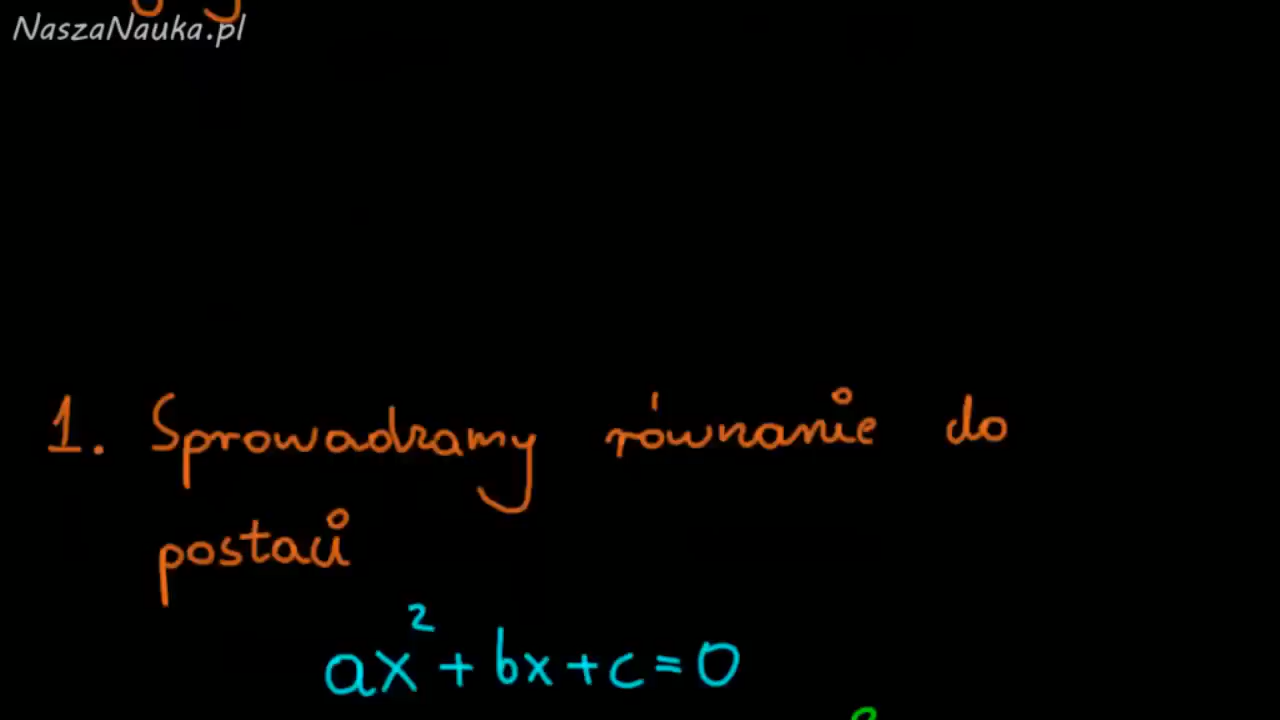 NaszaNauka.pl
1. Sprowadzamy równanie do
postaci
ax² + bx + c = 0